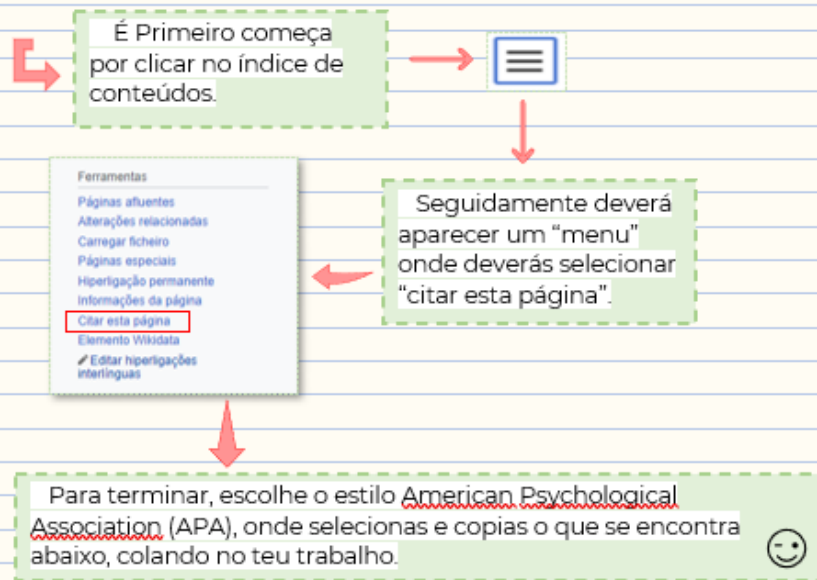 É Primeiro começa
por clicar no índice de
conteúdos.
Seguidamente deverá
aparecer um “menu”
onde deverás selecionar
“citar esta página”.
Ferramentas
Páginas afluentes
Alterações relacionadas
Carregar ficheiro
Páginas especiais
Hiperligação permanente
Informações da página
Citar esta página
Elemento Wikidata
Editar hiperligações
interlínguas
Para terminar, escolhe o estilo American Psychological
Association (APA), onde selecionas e copias o que se encontra
abaixo, colando no teu trabalho.